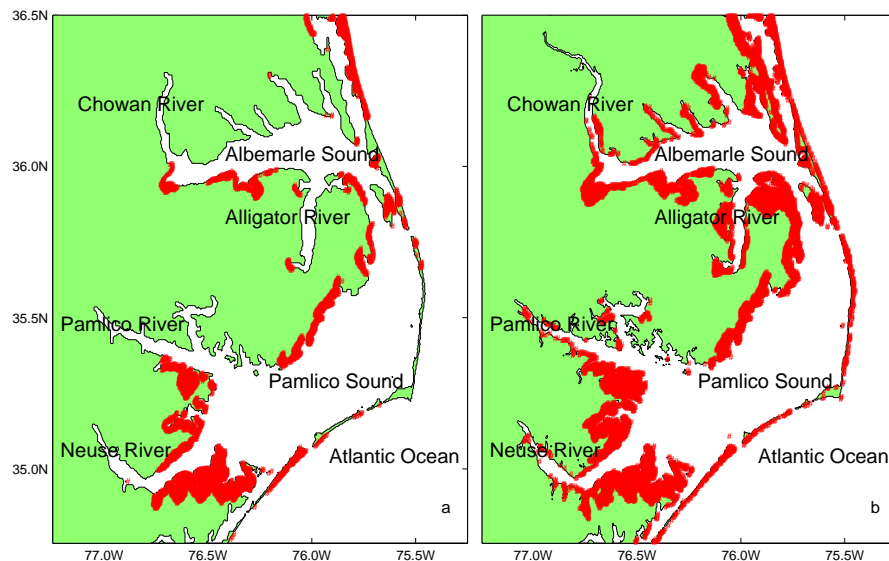 36.5N
36.0N
35.5N
35.0N
Chowan River
Albemarle Sound
Alligator River
Pamlico River
Pamlico Sound
Neuse River
Atlantic Ocean
a
77.0W 76.5W 76.0W 75.5W
Chowan River
Albemarle Sound
Alligator River
Pamlico River
Pamlico Sound
Neuse River
Atlantic Ocean
b
77.0W 76.5W 76.0W 75.5W